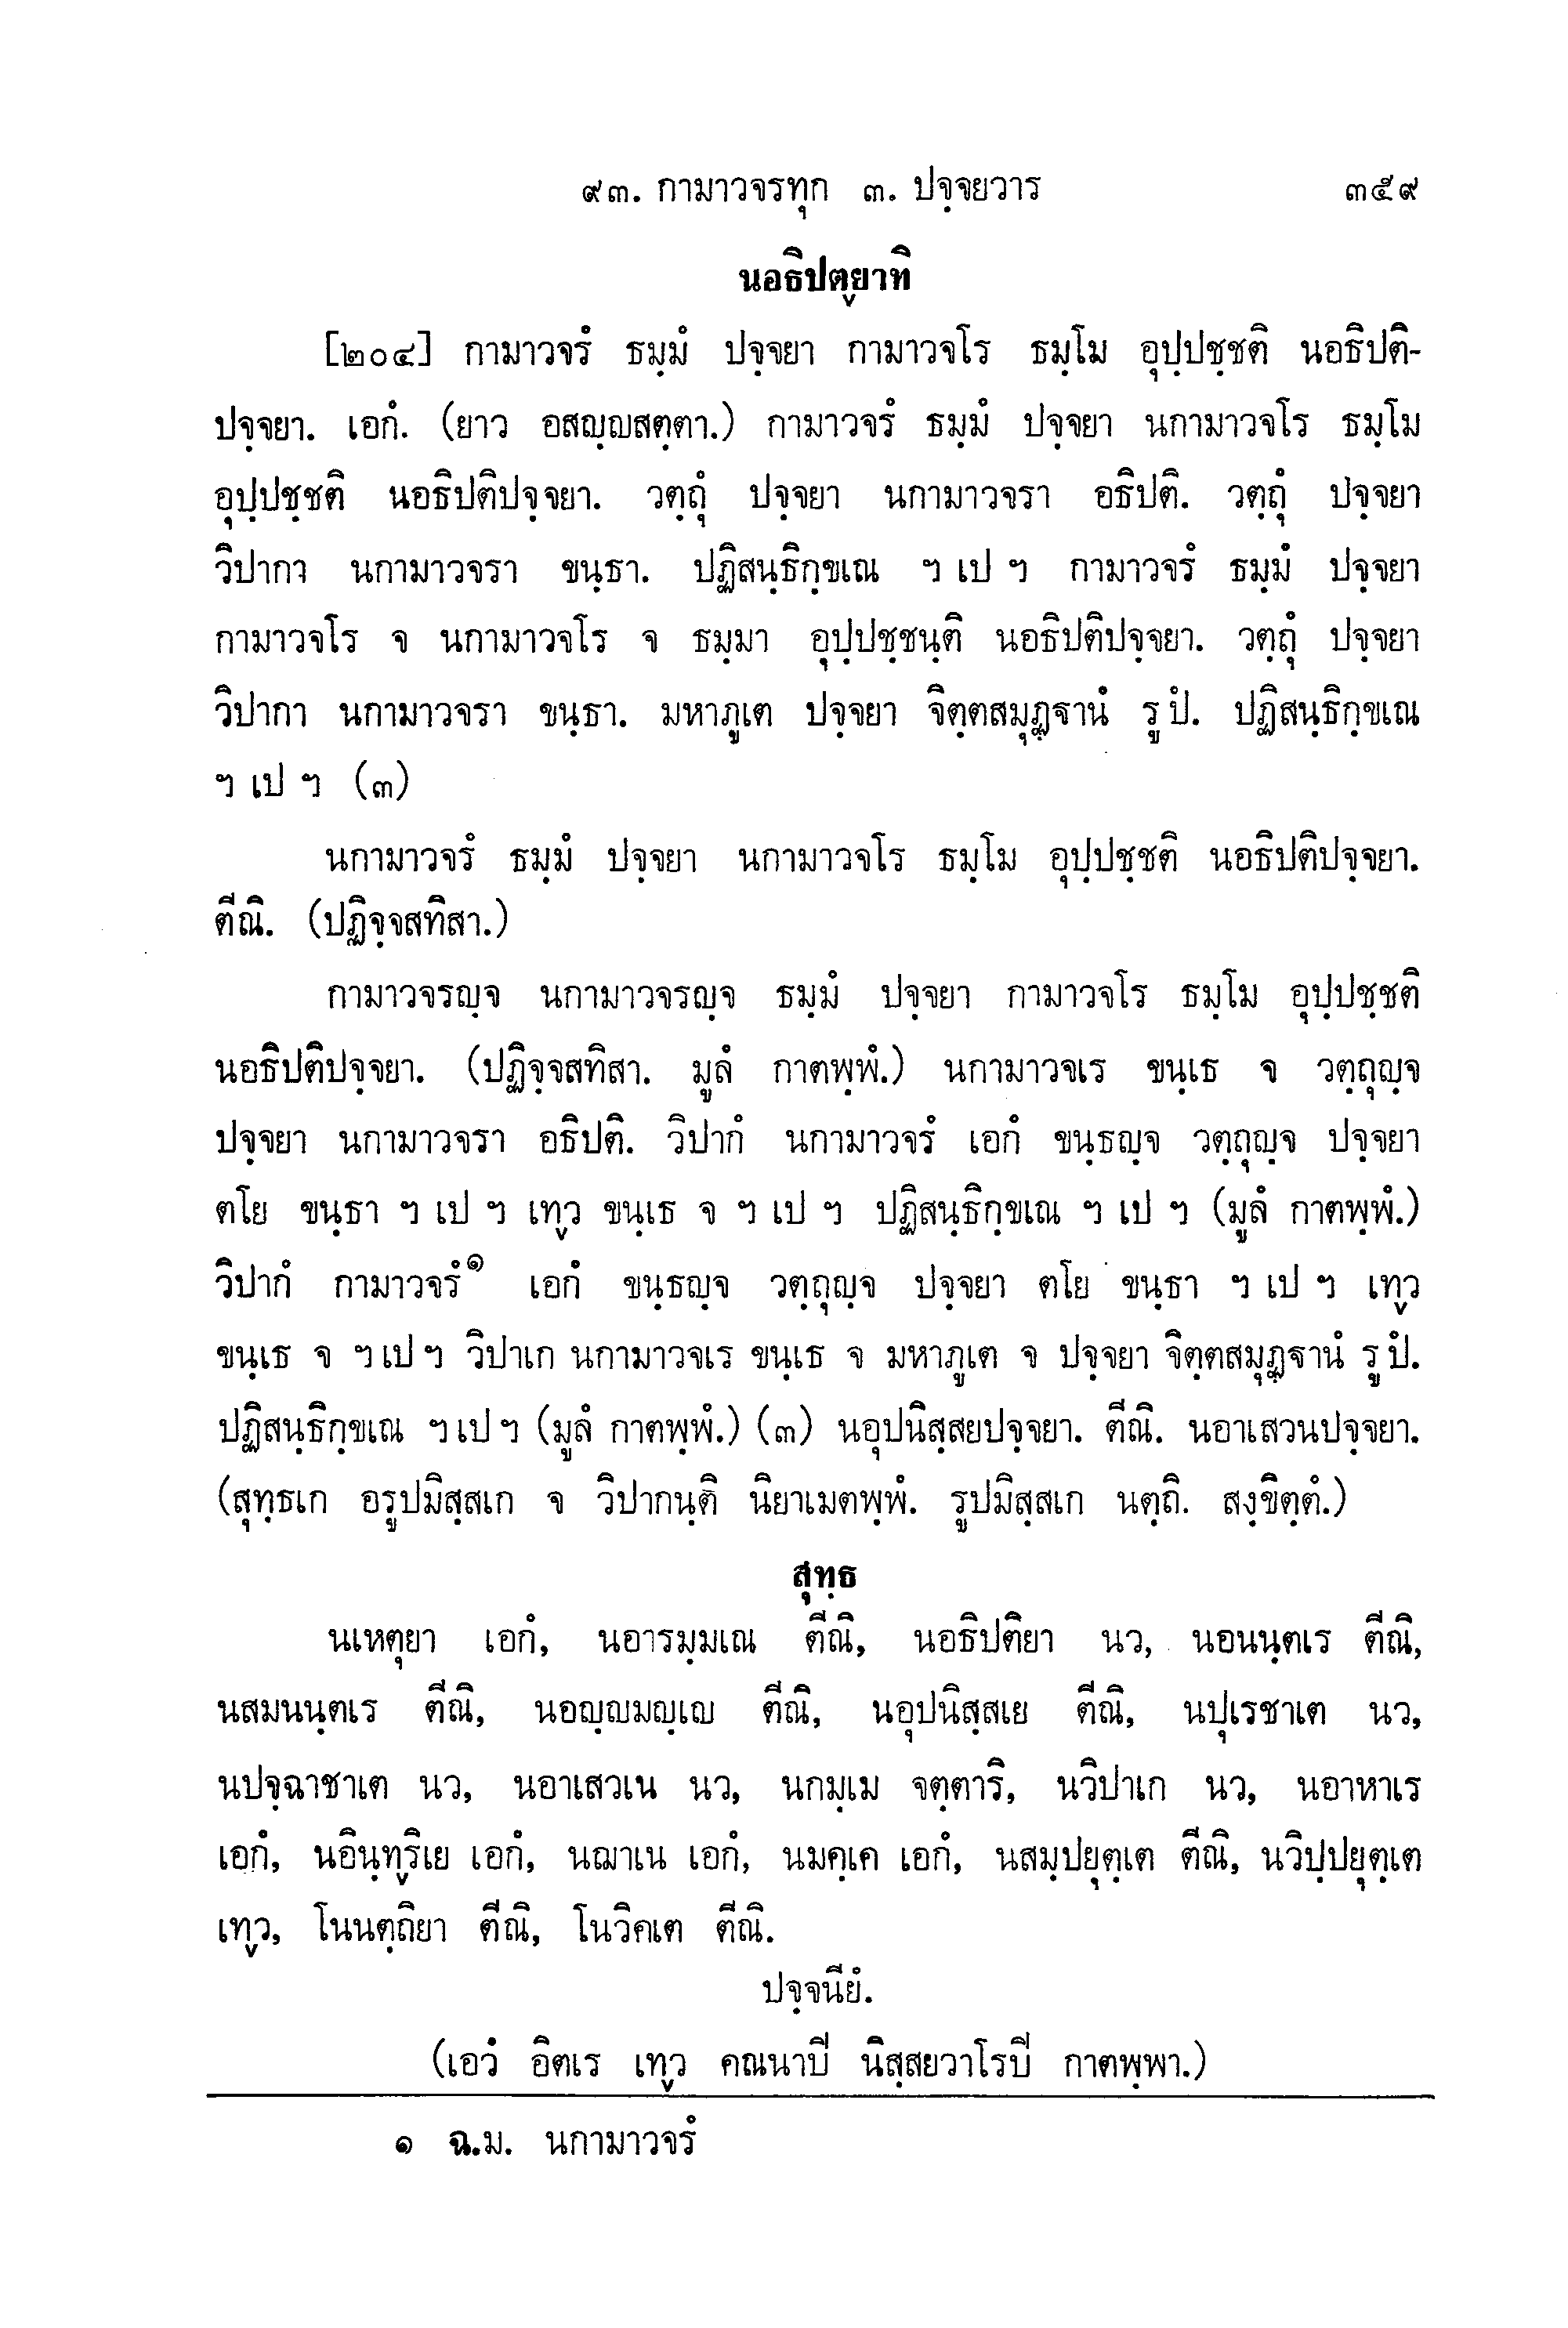 ๙๓. กามาวจรทุก ๓. ปจฺจยวาร ๓๕๙
นอธิปตฺยาทิ
[๒๐๔] กามาวจรํ ธมฺมํ ปจฺจยา กามาวจโร ธมฺโม อุปฺปชฺชติ นอธิปติ-
ปจฺจยา. เอกํ. (ยาว อสญฺญสตฺตา.) กามาวจรํ ธมฺมํ ปจฺจยา นกามาวจโร ธมฺโม
อุปฺปชฺชติ นอธิปติปจฺจยา. วตฺถุํ ปจฺจยา นกามาวจรา อธิปติ. วตฺถุํ ปจฺจยา
วิปากา นกามาวจรา ขนฺธา. ปฏิสนฺธิกฺขเณ ฯ เป ฯ กามาวจรํ ธมฺมํ ปจฺจยา
กามาวจโร จ นกามาวจโร จ ธมฺมา อุปฺปชฺชนฺติ นอธิปติปจฺจยา. วตฺถุํ ปจฺจยา
วิปากา นกามาวจรา ขนฺธา. มหาภูเต ปจฺจยา จิตฺตสมุฏฺฐานํ รูปํ. ปฏิสนฺธิกฺขเณ
ฯ เป ฯ (๓)
นกามาวจรํ ธมฺมํ ปจฺจยา นกามาวจโร ธมฺโม อุปฺปชฺชติ นอธิปติปจฺจยา.
ตีณิ. (ปฏิจฺจสทิสา.)
กามาวจรญฺจ นกามาวจรญฺจ ธมฺมํ ปจฺจยา กามาวจโร ธมฺโม อุปฺปชฺชติ
นอธิปติปจฺจยา. (ปฏิจฺจสทิสา. มูลํ กาตพฺพํ.) นกามาวจเร ขนฺเธ จ วตฺถุญฺจ
ปจฺจยา นกามาวจรา อธิปติ. วิปากํ นกามาวจรํ เอกํ ขนฺธญฺจ วตฺถุญฺจ ปจฺจยา
ตโย ขนฺธา ฯ เป ฯ เทฺว ขนฺเธ จ ฯ เป ฯ ปฏิสนฺธิกฺขเณ ฯ เป ฯ (มูลํ กาตพฺพํ.)
วิปากํ กามาวจรํ๑ เอกํ ขนฺธญฺจ วตฺถุญฺจ ปจฺจยา ตโย ขนฺธา ฯ เป ฯ เทฺว
ขนฺเธ จ ฯ เป ฯ วิปาเก นกามาวจเร ขนฺเธ จ มหาภูเต จ ปจฺจยา จิตฺตสมุฏฺฐานํ รูปํ.
ปฏิสนฺธิกฺขเณ ฯ เป ฯ (มูลํ กาตพฺพํ.) (๓) นอุปนิสฺสยปจฺจยา. ตีณิ. นอาเสวนปจฺจยา.
(สุทฺธเก อรูปมิสฺสเก จ วิปากนฺติ นิยาเมตพฺพํ. รูปมิสฺสเก นตฺถิ. สงฺขิตฺตํ.)
สุทฺธ
นเหตุยา เอกํ, นอารมฺมเณ ตีณิ, นอธิปติยา นว, นอนนฺตเร ตีณิ,
นสมนนฺตเร ตีณิ, นอญฺญมญฺเญ ตีณิ, นอุปนิสฺสเย ตีณิ, นปุเรชาเต นว,
นปจฺฉาชาเต นว, นอาเสวเน นว, นกมฺเม จตฺตาริ, นวิปาเก นว, นอาหาเร
เอกํ, นอินฺทฺริเย เอกํ, นฌาเน เอกํ, นมคฺเค เอกํ, นสมฺปยุตฺเต ตีณิ, นวิปฺปยุตฺเต
เทฺว, โนนตฺถิยา ตีณิ, โนวิคเต ตีณิ.
ปจฺจนียํ.
(เอวํ อิตเร เทฺว คณนาปี นิสฺสยวาโรปี กาตพฺพา.)
๑ ฉ.ม. นกามาวจรํ